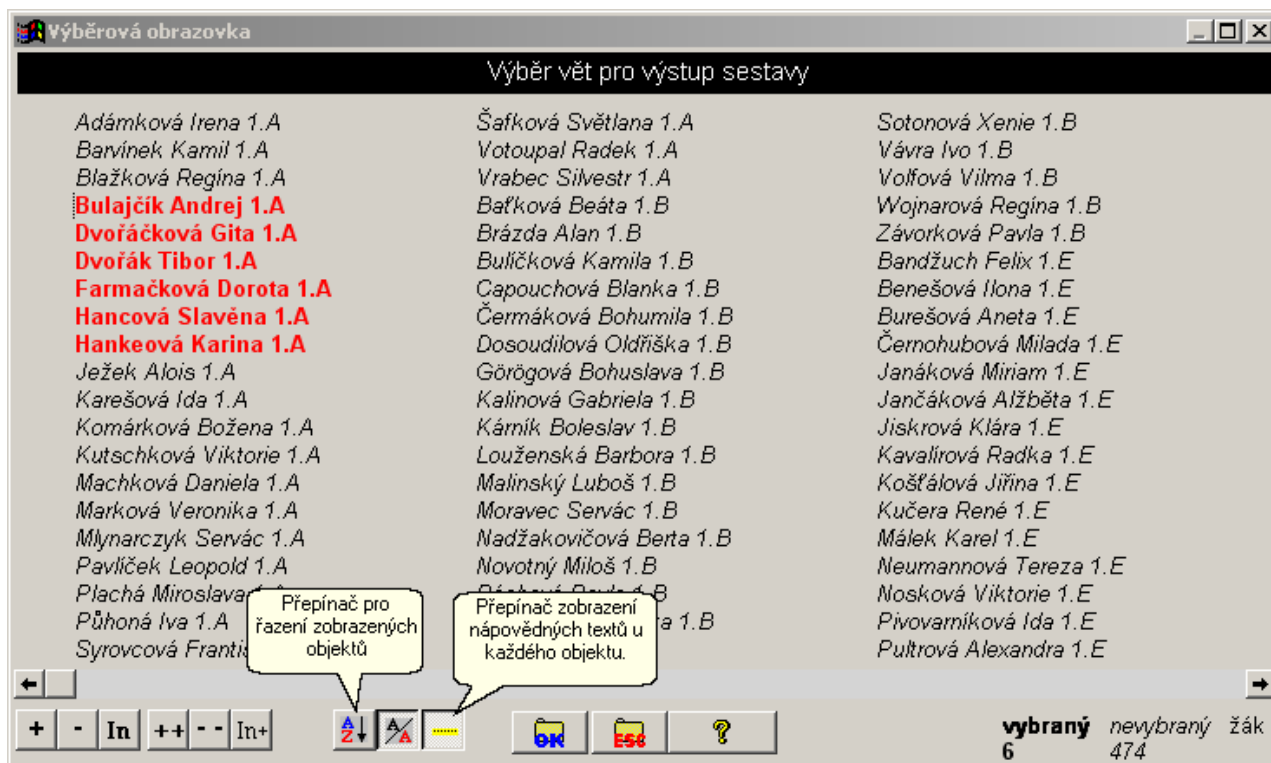 Výběrová obrazovka
Výběr vět pro výstup sestavy
Adámková Irena 1.A
Barvínek Kamil 1.A
Blažková Regína 1.A
Bulajčík Andrej 1.A
Dvořáčková Gita 1.A
Dvořák Tibor 1.A
Farmačková Dorota 1.A
Hancová Slavěna 1.A
Hankeová Karina 1.A
Ježek Alois 1.A
Karešová Ida 1.A
Komárková Božena 1.A
Kutschková Viktorie 1.A
Machková Daniela 1.A
Marková Veronika 1.A
Mlynarczyk Servác 1.A
Pavlíček Leopold 1.A
Plachá Miroslava
Půhoná Iva 1.A
Syrovcová
Šafková Světlana 1.A
Votoupal Radek 1.A
Vrabec Silvestr 1.A
Baťková Beáta 1.B
Brázda Alan 1.B
Bulíčková Kamila 1.B
Capouchová Blanka 1.B
Čermáková Bohumila 1.B
Dosoudilová Oldřiška 1.B
Görögová Bohuslava 1.B
Kalinová Gabriela 1.B
Kárník Boleslav 1.B
Louženská Barbora 1.B
Malinský Luboš 1.B
Moravec Servác 1.B
Nadžakovičová Berta 1.B
Novotný Miloš 1.B
1.B
Sotonová Xenie 1.B
Vávra Ivo 1.B
Volfová Vilma 1.B
Wojnarová Regína 1.B
Závorková Pavla 1.B
Bandžuch Felix 1.E
Benešová Ilona 1.E
Burešová Aneta 1.E
Černohubová Milada 1.E
Janáková Miriam 1.E
Jančáková Alžběta 1.E
Jiskrová Klára 1.E
Kavalírová Radka 1.E
Košťálová Jiřina 1.E
Kučera René 1.E
Málek Karel 1.E
Neumannová Tereza 1.E
Nosková Viktorie 1.E
Pivovarníková Ida 1.E
Pultrová Alexandra 1.E
Přepínač pro
řazení zobrazených
objektů
Přepínač zobrazení
nápovědných textů u
každého objektu.
+ - In ++ - - In+ A Z A/A OK ESC ?
vybraný nevybraný žák
6 474